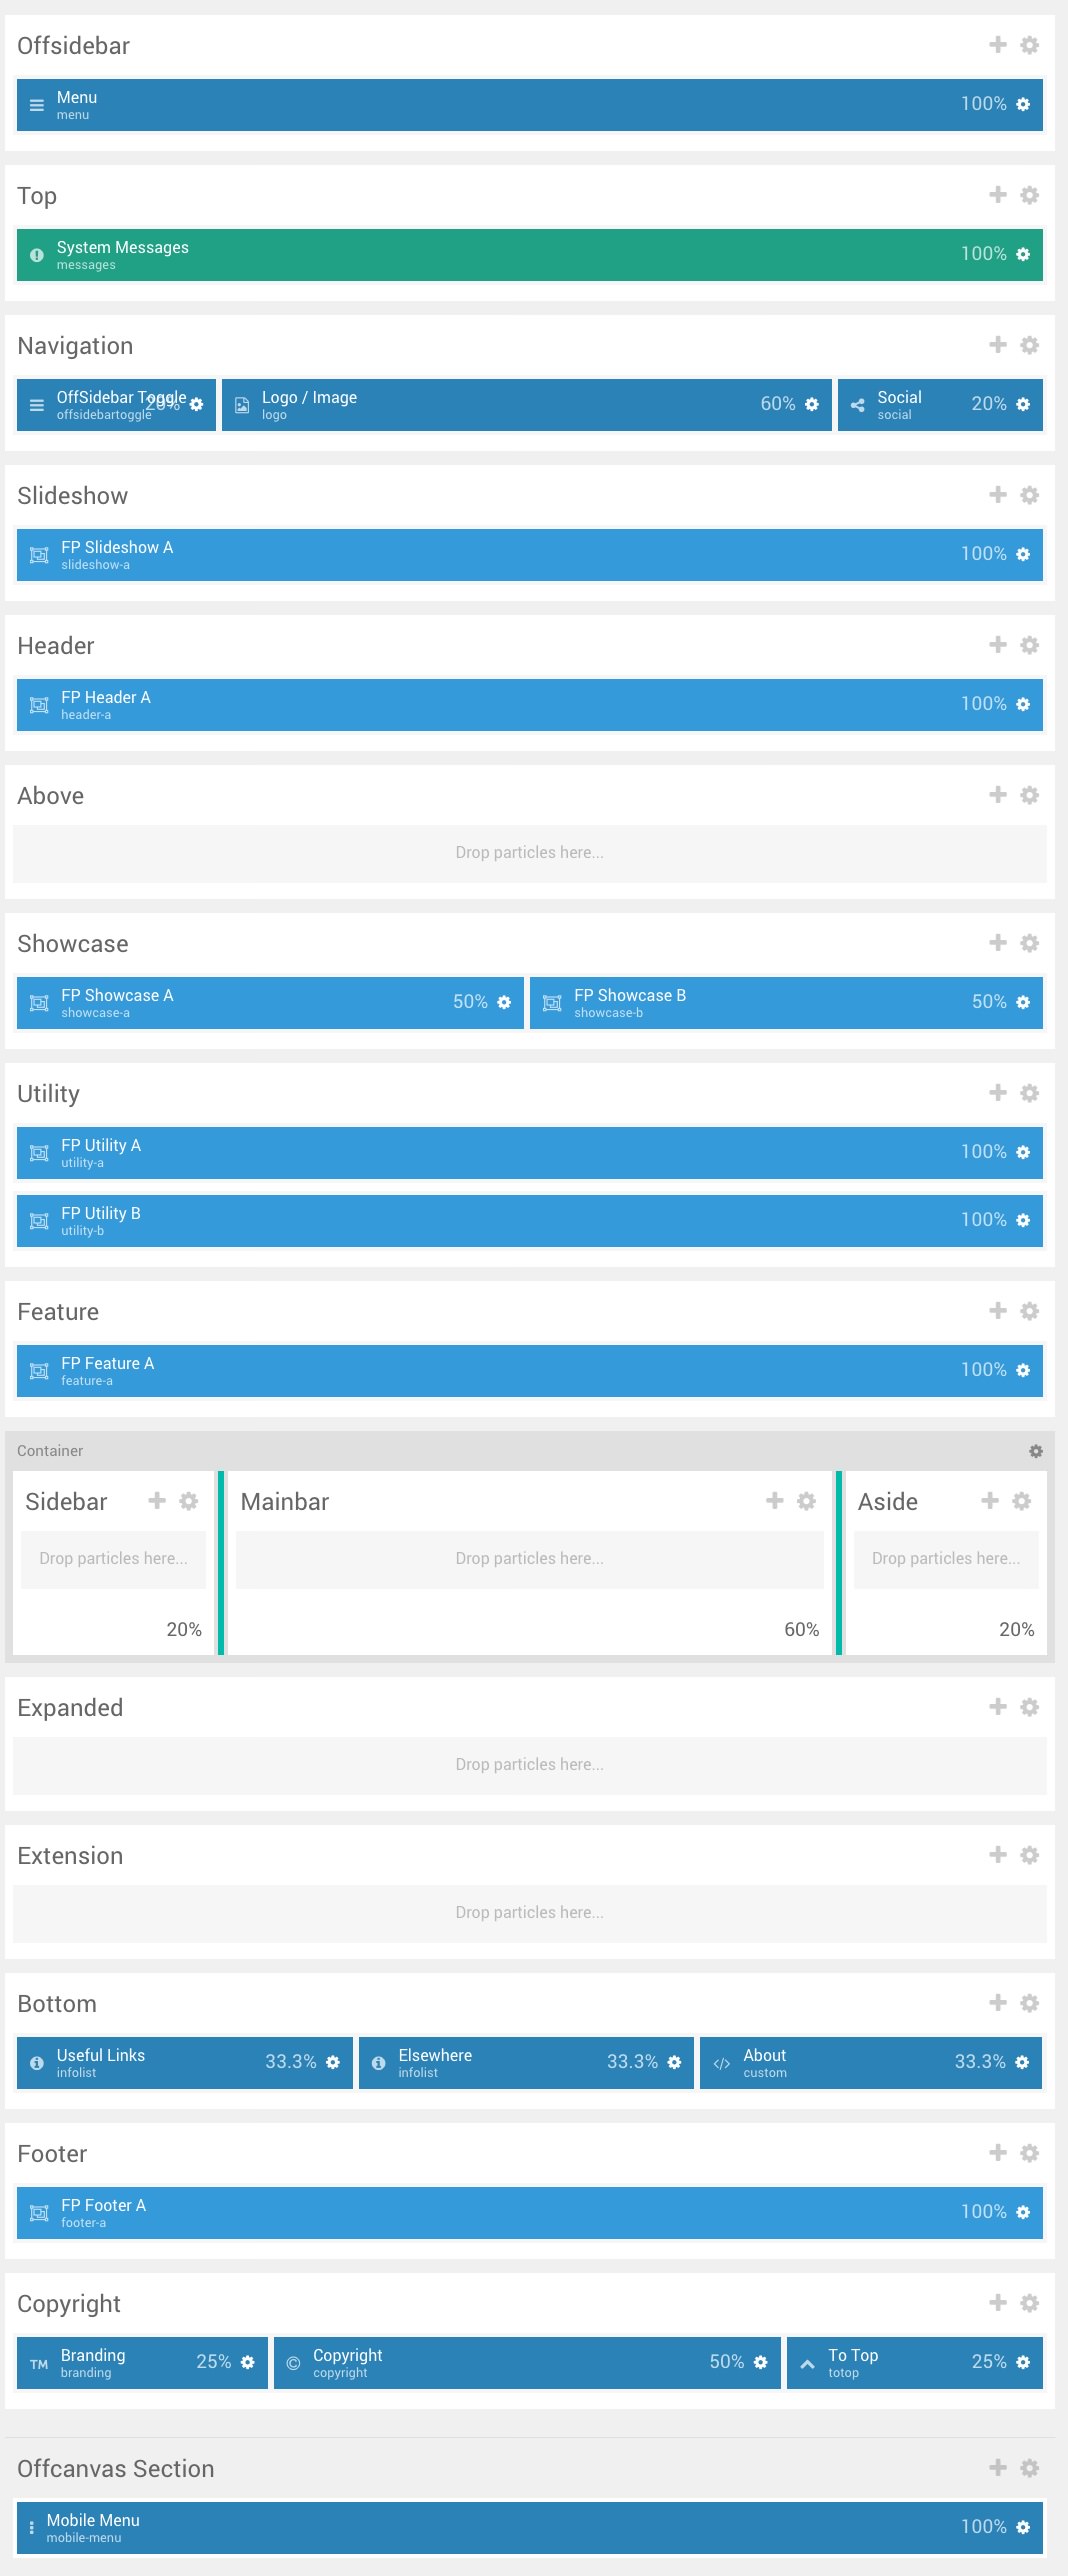 Offsidebar
Menu
menu
100%
Top
System Messages
messages
100%
Navigation
OffSidebar Toggle
offsidebartoggle
20%
Logo / Image
logo
60%
Social
social
20%
Slideshow
FP Slideshow A
slideshow-a
100%
Header
FP Header A
header-a
100%
Above
Drop particles here...
Showcase
FP Showcase A
showcase-a
50%
FP Showcase B
showcase-b
50%
Utility
FP Utility A
utility-a
100%
FP Utility B
utility-b
100%
Feature
FP Feature A
feature-a
100%
Container
Sidebar
Drop particles here...
20%
Mainbar
Drop particles here...
60%
Aside
Drop particles here...
20%
Expanded
Drop particles here...
Extension
Drop particles here...
Bottom
Useful Links
infolist
33.3%
Elsewhere
infolist
33.3%
About
custom
33.3%
Footer
FP Footer A
footer-a
100%
Copyright
TM
Branding
branding
25%
©
Copyright
copyright
50%
To Top
totop
25%
Offcanvas Section
Mobile Menu
mobile-menu
100%